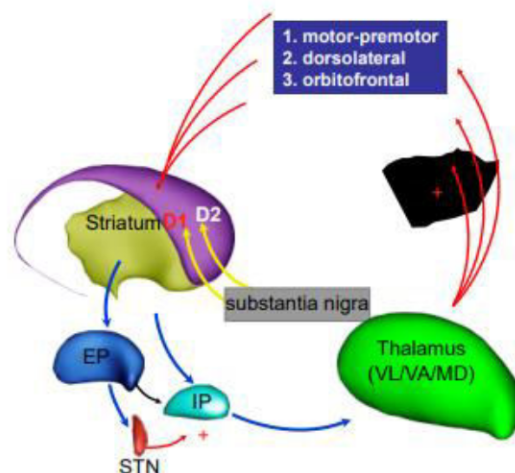 1. motor-premotor
2. dorsolateral
3. orbitofrontal
+
Striatum D1 D2
substantia nigra
EP
IP
+
STN
Thalamus
(VL/VA/MD)